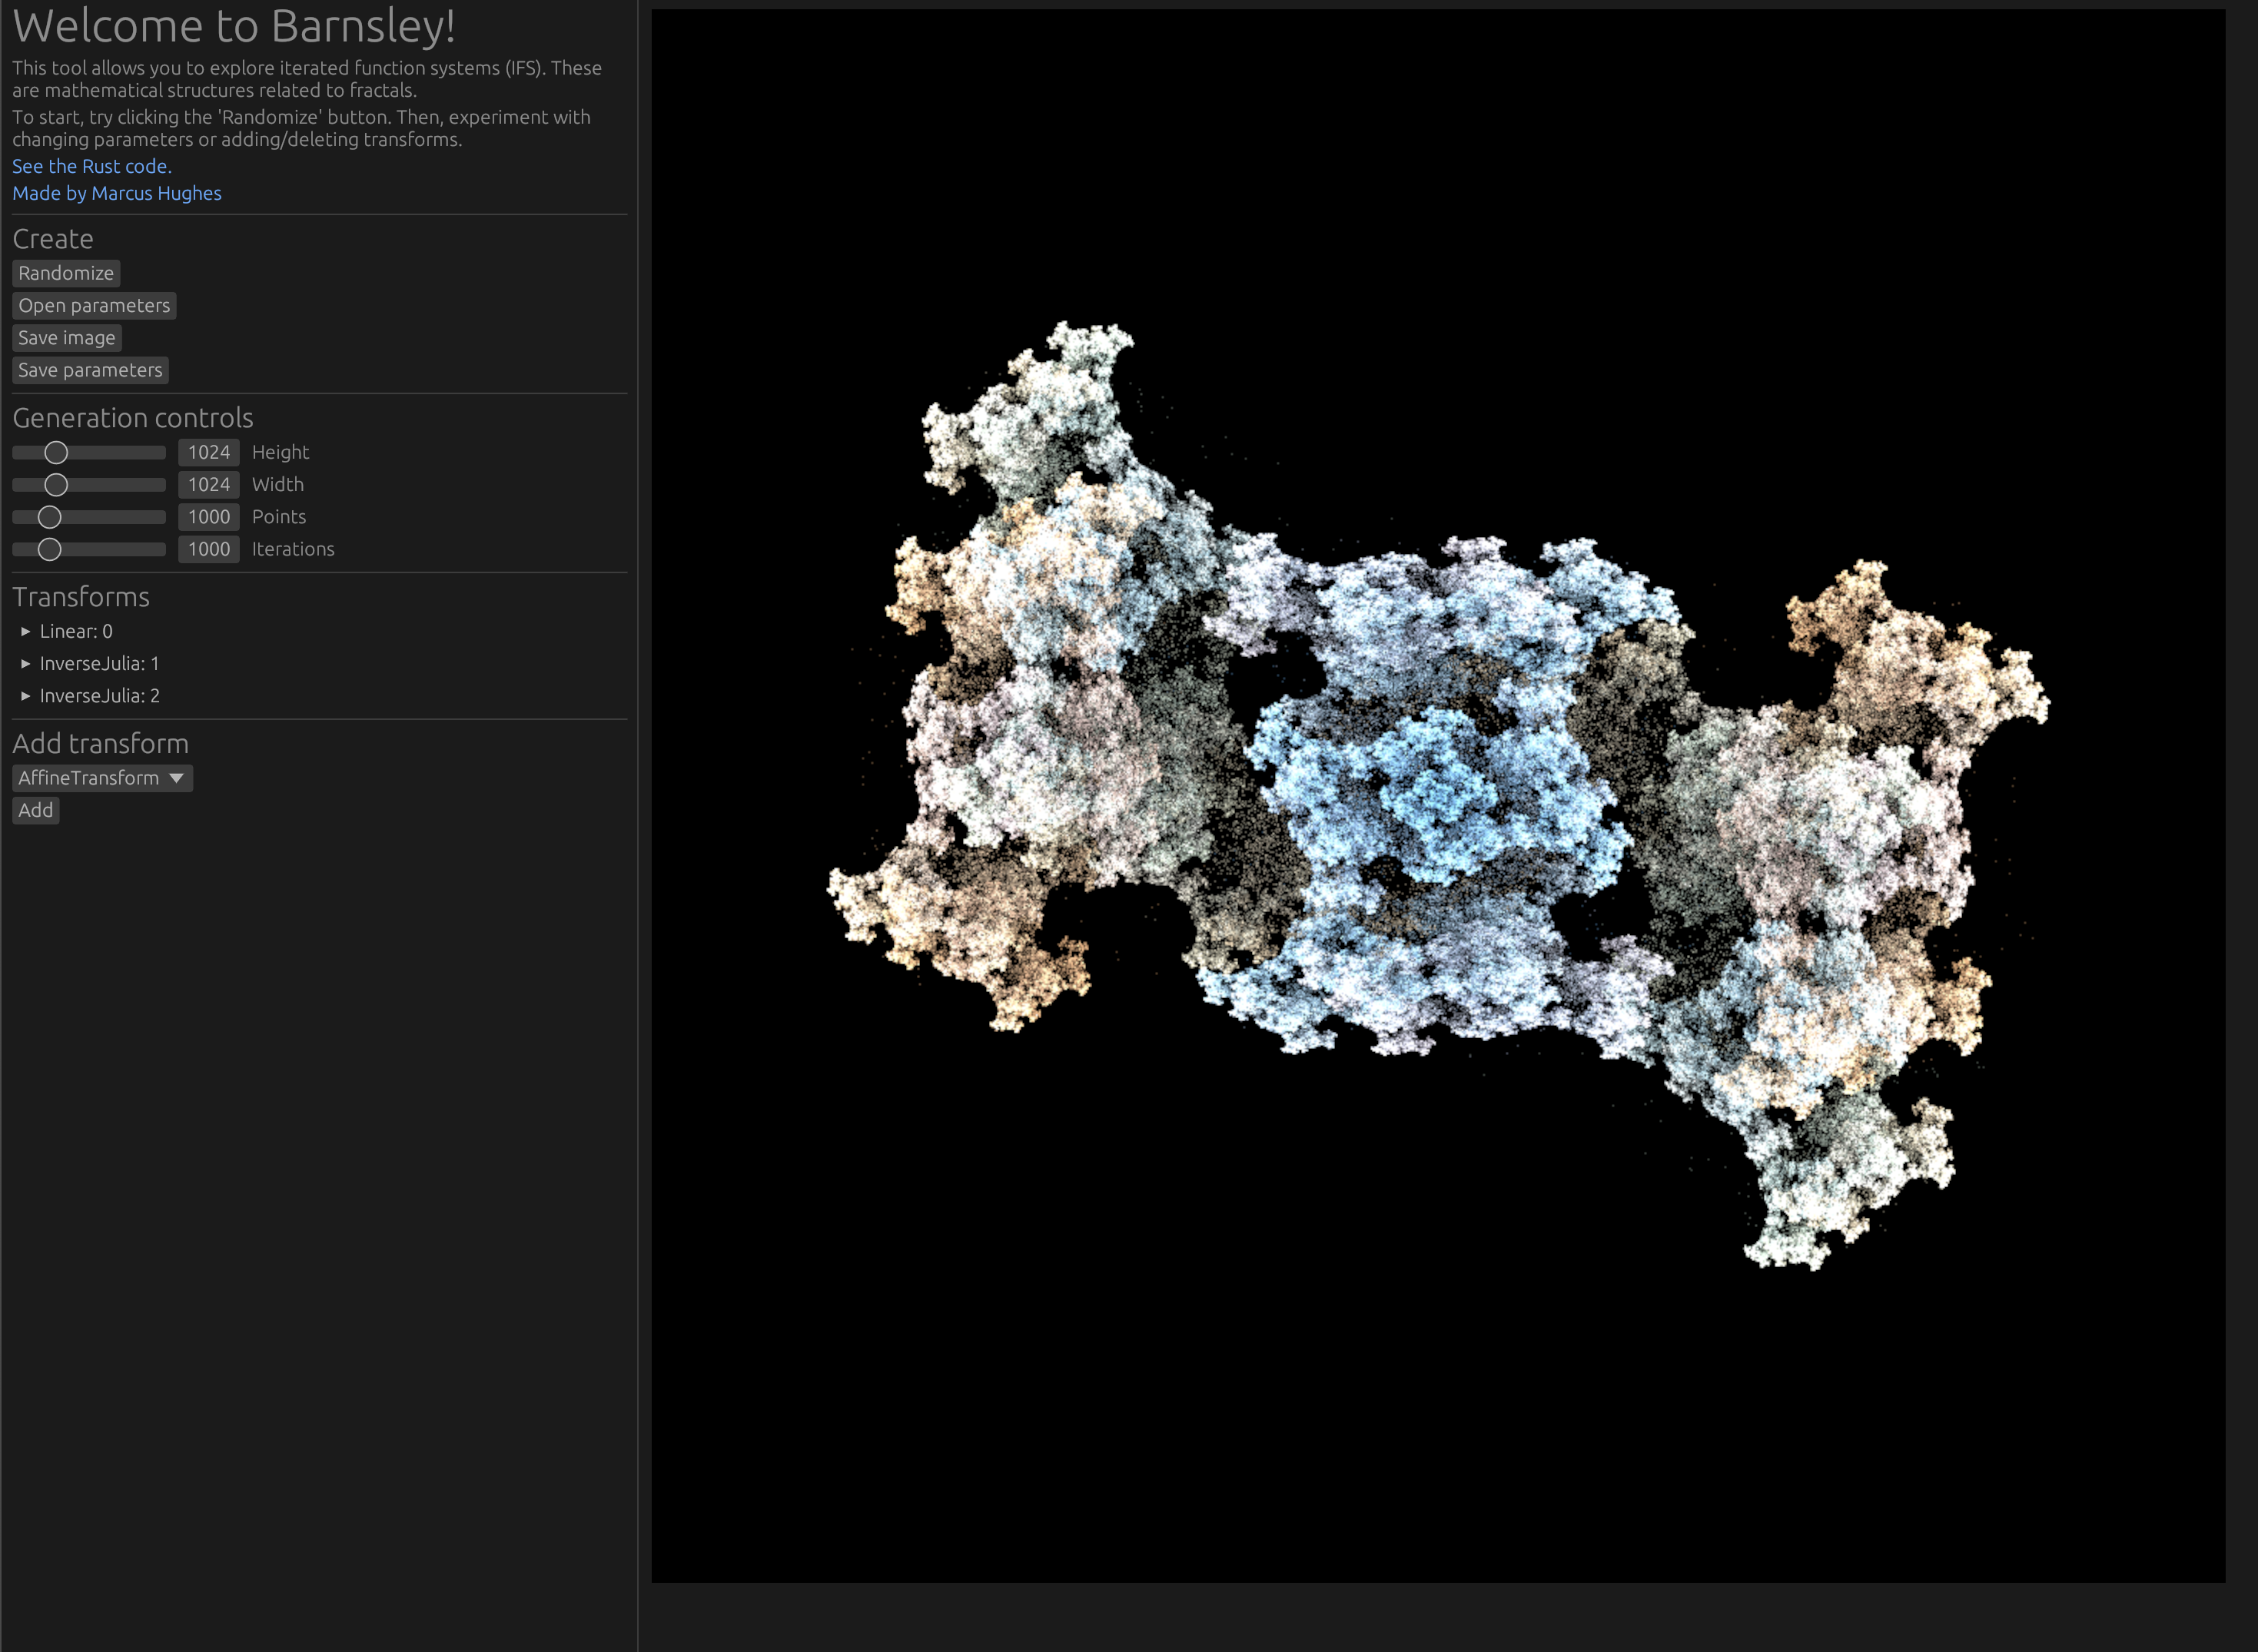 Welcome to Barnsley!
This tool allows you to explore iterated function systems (IFS). These
are mathematical structures related to fractals.
To start, try clicking the 'Randomize' button. Then, experiment with
changing parameters or adding/deleting transforms.
See the Rust code.
Made by Marcus Hughes
Create
Randomize
Open parameters
Save image
Save parameters
Generation controls
1024 Height
1024 Width
1000 Points
1000 Iterations
Transforms
Linear: 0
InverseJulia: 1
InverseJulia: 2
Add transform
AffineTransform
Add